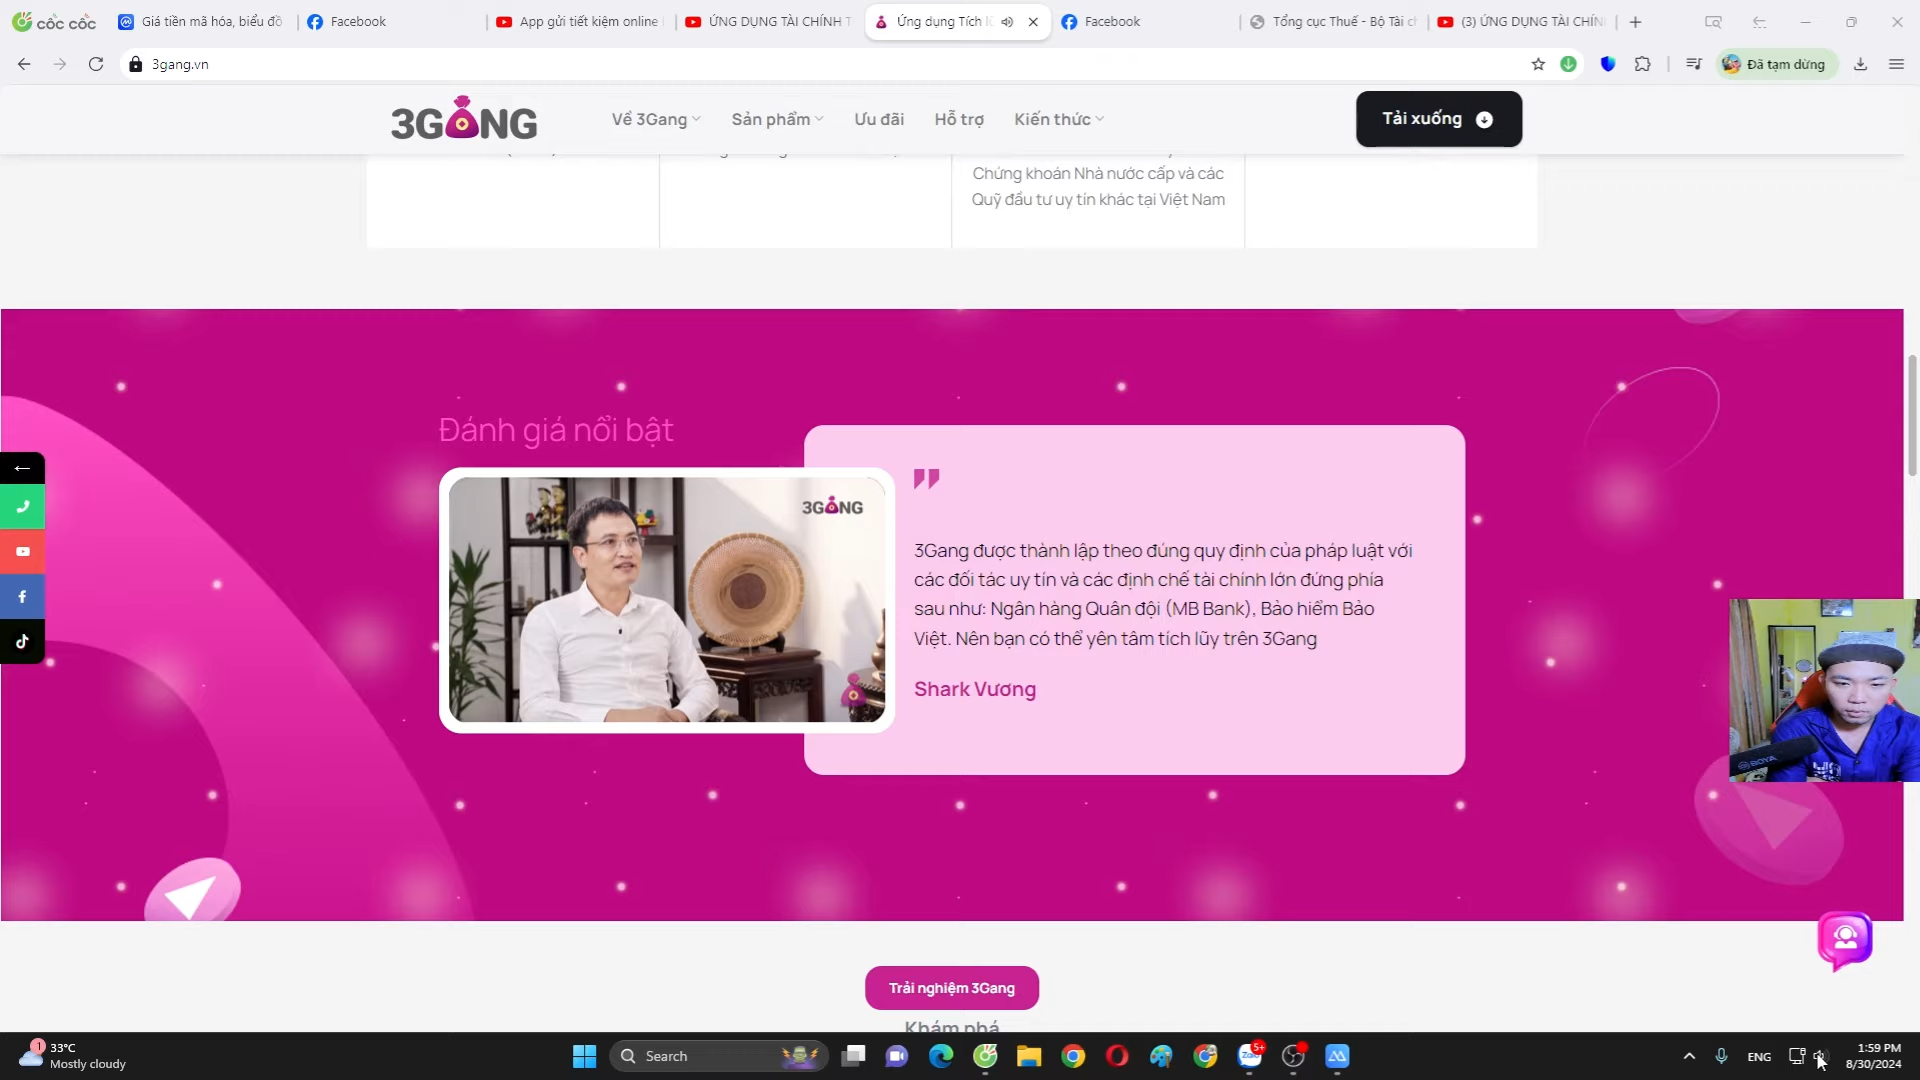 cốc cốc
Giá tiền mã hóa, biểu đồ
Facebook
App gửi tiết kiệm online
ỨNG DỤNG TÀI CHÍNH T
Ứng dụng Tích lũ
Facebook
Tổng cục Thuế - Bộ Tài ch
(3) ỨNG DỤNG TÀI CHÍN
3gang.vn
Đã tạm dừng
3GANG
Về 3Gang
Sản phẩm
Ưu đãi
Hỗ trợ
Kiến thức
Tải xuống
Chứng khoán Nhà nước cấp và các
Quỹ đầu tư uy tín khác tại Việt Nam
Đánh giá nổi bật
3GANG
3Gang được thành lập theo đúng quy định của pháp luật với
các đối tác uy tín và các định chế tài chính lớn đứng phía
sau như: Ngân hàng Quân đội (MB Bank), Bảo hiểm Bảo
Việt. Nên bạn có thể yên tâm tích lũy trên 3Gang
Shark Vương
BOYA
Trải nghiệm 3Gang
Khám phá
1
33°C
Mostly cloudy
Search
Zalo
5+
ENG
1:59 PM
8/30/2024